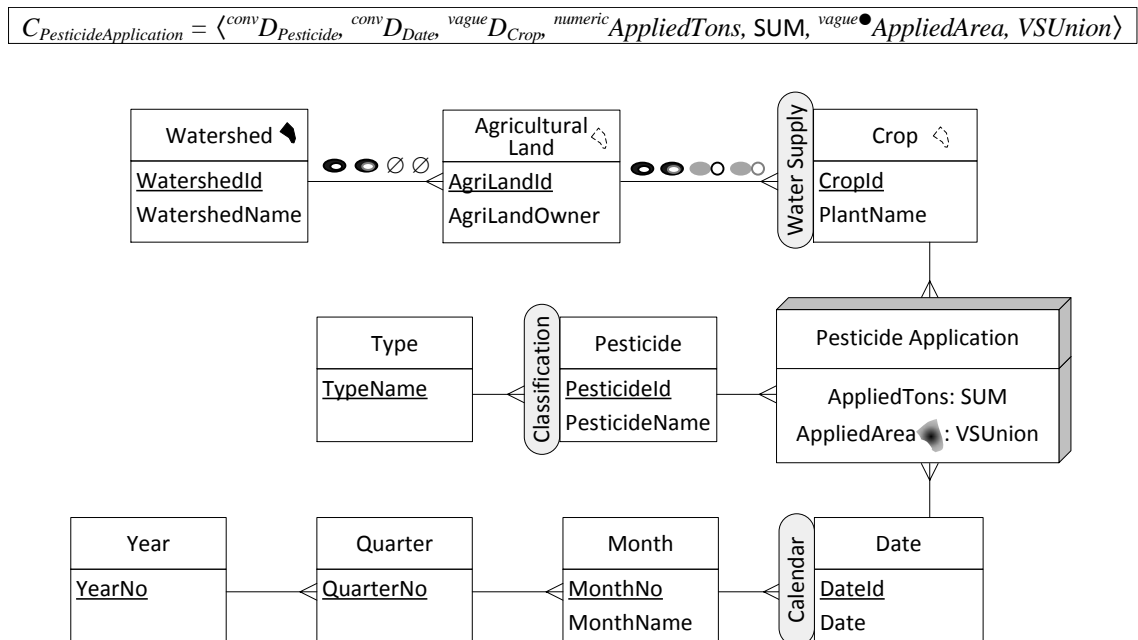 C_PesticideApplication = ⟨^conv D_Pesticide, ^conv D_Date, ^vague D_Crop, ^numeric AppliedTons, SUM, ^vague● AppliedArea, VSUnion⟩
Watershed
WatershedId
WatershedName
Agricultural
Land
AgriLandId
AgriLandOwner
Water Supply
Crop
CropId
PlantName
Type
TypeName
Classification
Pesticide
PesticideId
PesticideName
Pesticide Application
AppliedTons: SUM
AppliedArea : VSUnion
Year
YearNo
Quarter
QuarterNo
Month
MonthNo
MonthName
Calendar
Date
DateId
Date